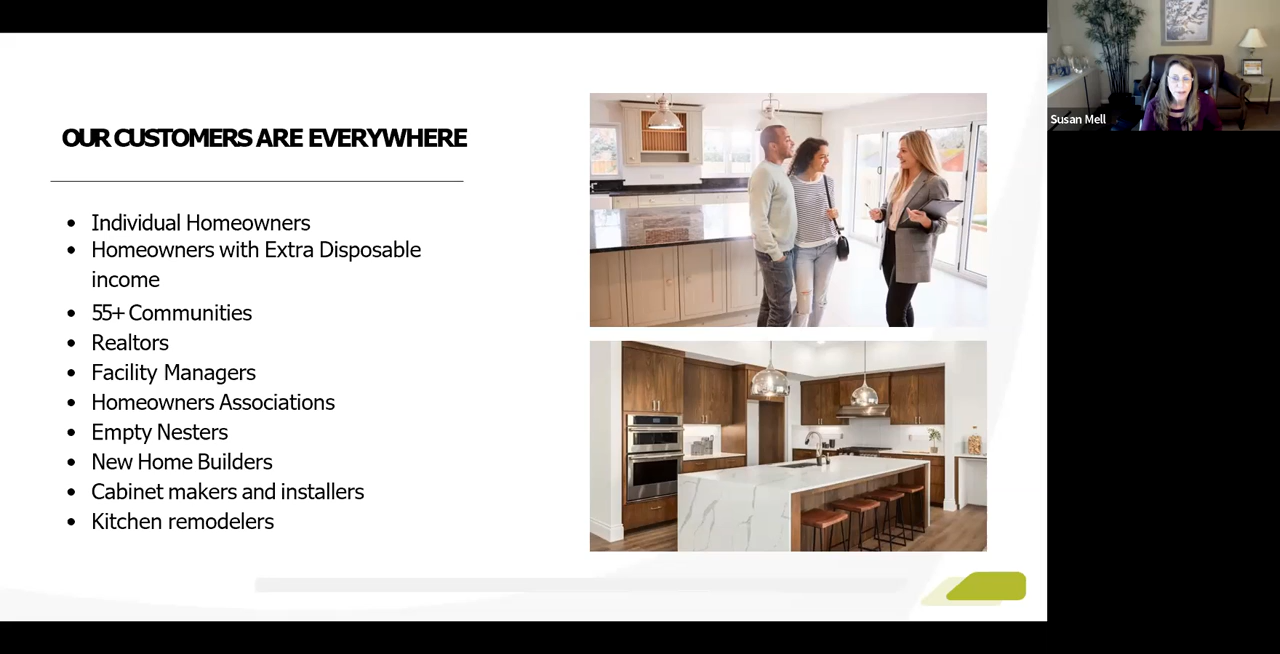 OUR CUSTOMERS ARE EVERYWHERE
• Individual Homeowners
• Homeowners with Extra Disposable
income
• 55+ Communities
• Realtors
• Facility Managers
• Homeowners Associations
• Empty Nesters
• New Home Builders
• Cabinet makers and installers
• Kitchen remodelers
Susan Mell